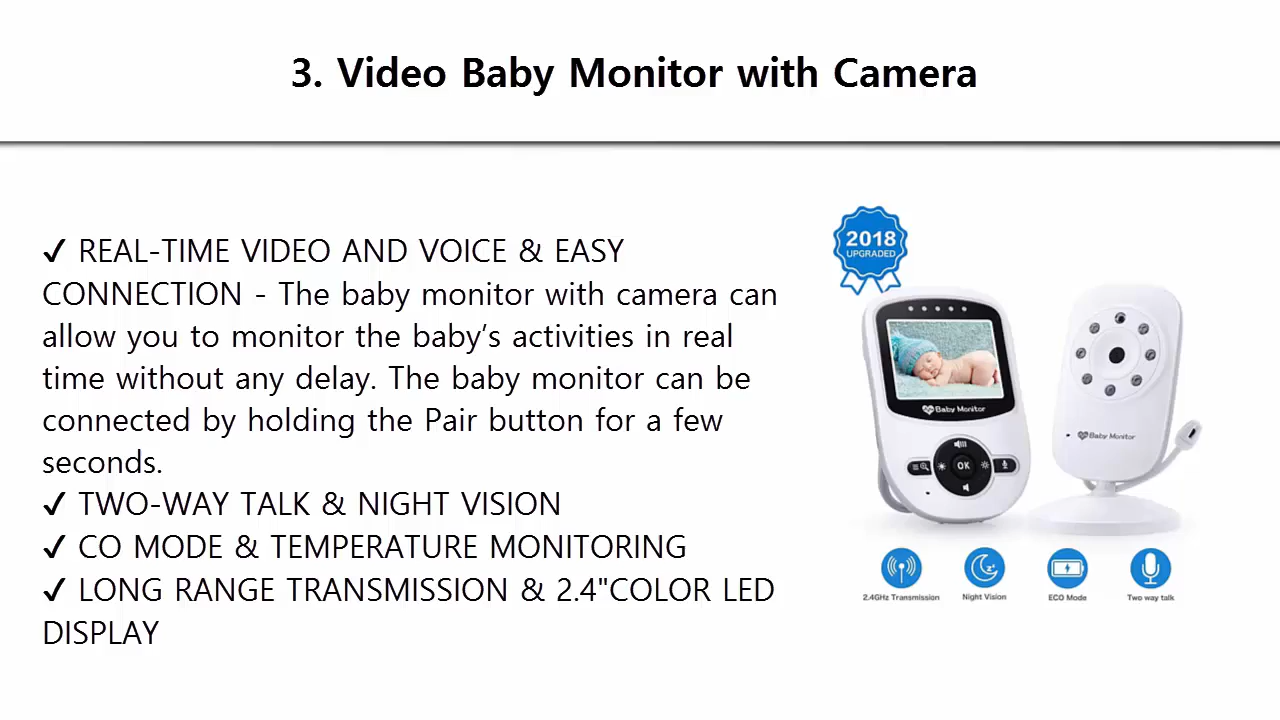 3. Video Baby Monitor with Camera
✓ REAL-TIME VIDEO AND VOICE & EASY
CONNECTION - The baby monitor with camera can
allow you to monitor the baby’s activities in real
time without any delay. The baby monitor can be
connected by holding the Pair button for a few
seconds.
✓ TWO-WAY TALK & NIGHT VISION
✓ CO MODE & TEMPERATURE MONITORING
✓ LONG RANGE TRANSMISSION & 2.4"COLOR LED
DISPLAY
2018
UPGRADED
Baby Monitor
OK
Baby Monitor
2.4GHz Transmission
Night Vision
ECO Mode
Two way talk